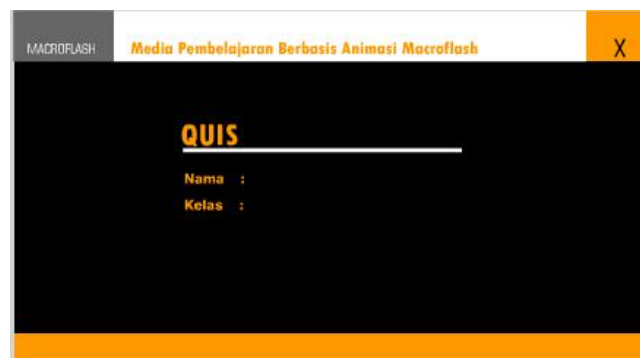 MACROFLASH
Media Pembelajaran Berbasis Animasi Macroflash
X
QUIS
Nama :
Kelas :